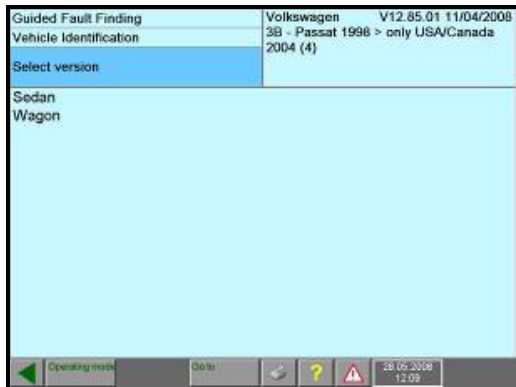 Guided Fault Finding
Vehicle Identification
Select version
Volkswagen V12.85.01 11/04/2008
3B - Passat 1998 > only USA/Canada
2004 (4)
Sedan
Wagon
Operating mode
Go to
?
28.05.2008
12:09